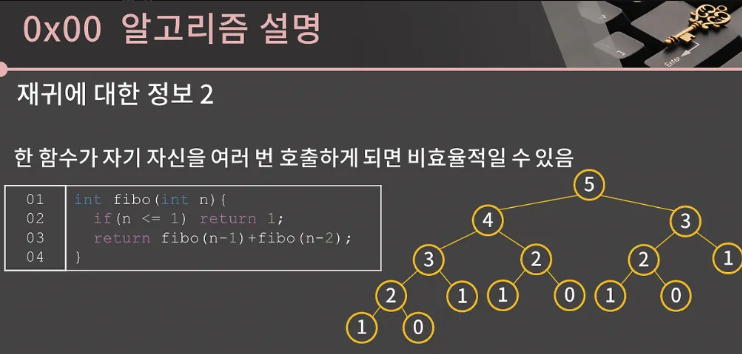 0x00 알고리즘 설명
Enter
재귀에 대한 정보 2
한 함수가 자기 자신을 여러 번 호출하게 되면 비효율적일 수 있음
01 int fibo(int n){
02 if(n <= 1) return 1;
03 return fibo(n-1)+fibo(n-2);
04 }
5
4 3
3 2 2 1
2 1 1 0 1 0
1 0